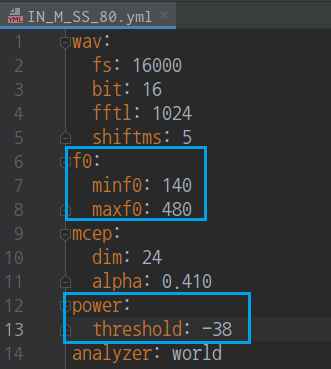 IN_M_SS_80.yml ×
1 wav:
2 fs: 16000
3 bit: 16
4 fftl: 1024
5 shiftms: 5
6 f0:
7 minf0: 140
8 maxf0: 480
9 mcep:
10 dim: 24
11 alpha: 0.410
12 power:
13 threshold: -38
14 analyzer: world